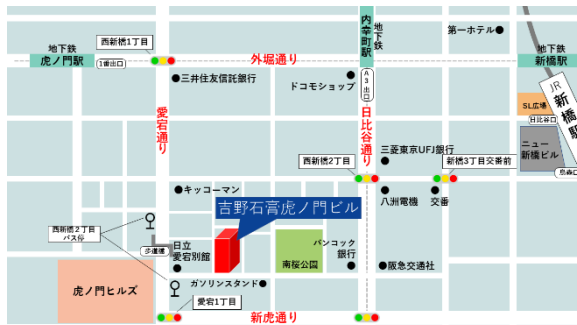 西新橋1丁目
内幸町駅
地下鉄
第一ホテル
地下鉄
虎ノ門駅
1番出口
外堀通り
地下鉄
新橋駅
三井住友信託銀行
ドコモショップ
A3出口
SL広場
JR新橋駅
日比谷口
愛宕通り
日比谷通り
三菱東京UFJ銀行
ニュー
新橋ビル
西新橋2丁目
新橋3丁目交番前
烏森口
キッコーマン
八洲電機
交番
吉野石膏虎ノ門ビル
西新橋2丁目
バス停
歩道橋
日立
愛宕別館
南桜公園
バンコック
銀行
阪急交通社
虎ノ門ヒルズ
ガソリンスタンド
愛宕1丁目
新虎通り